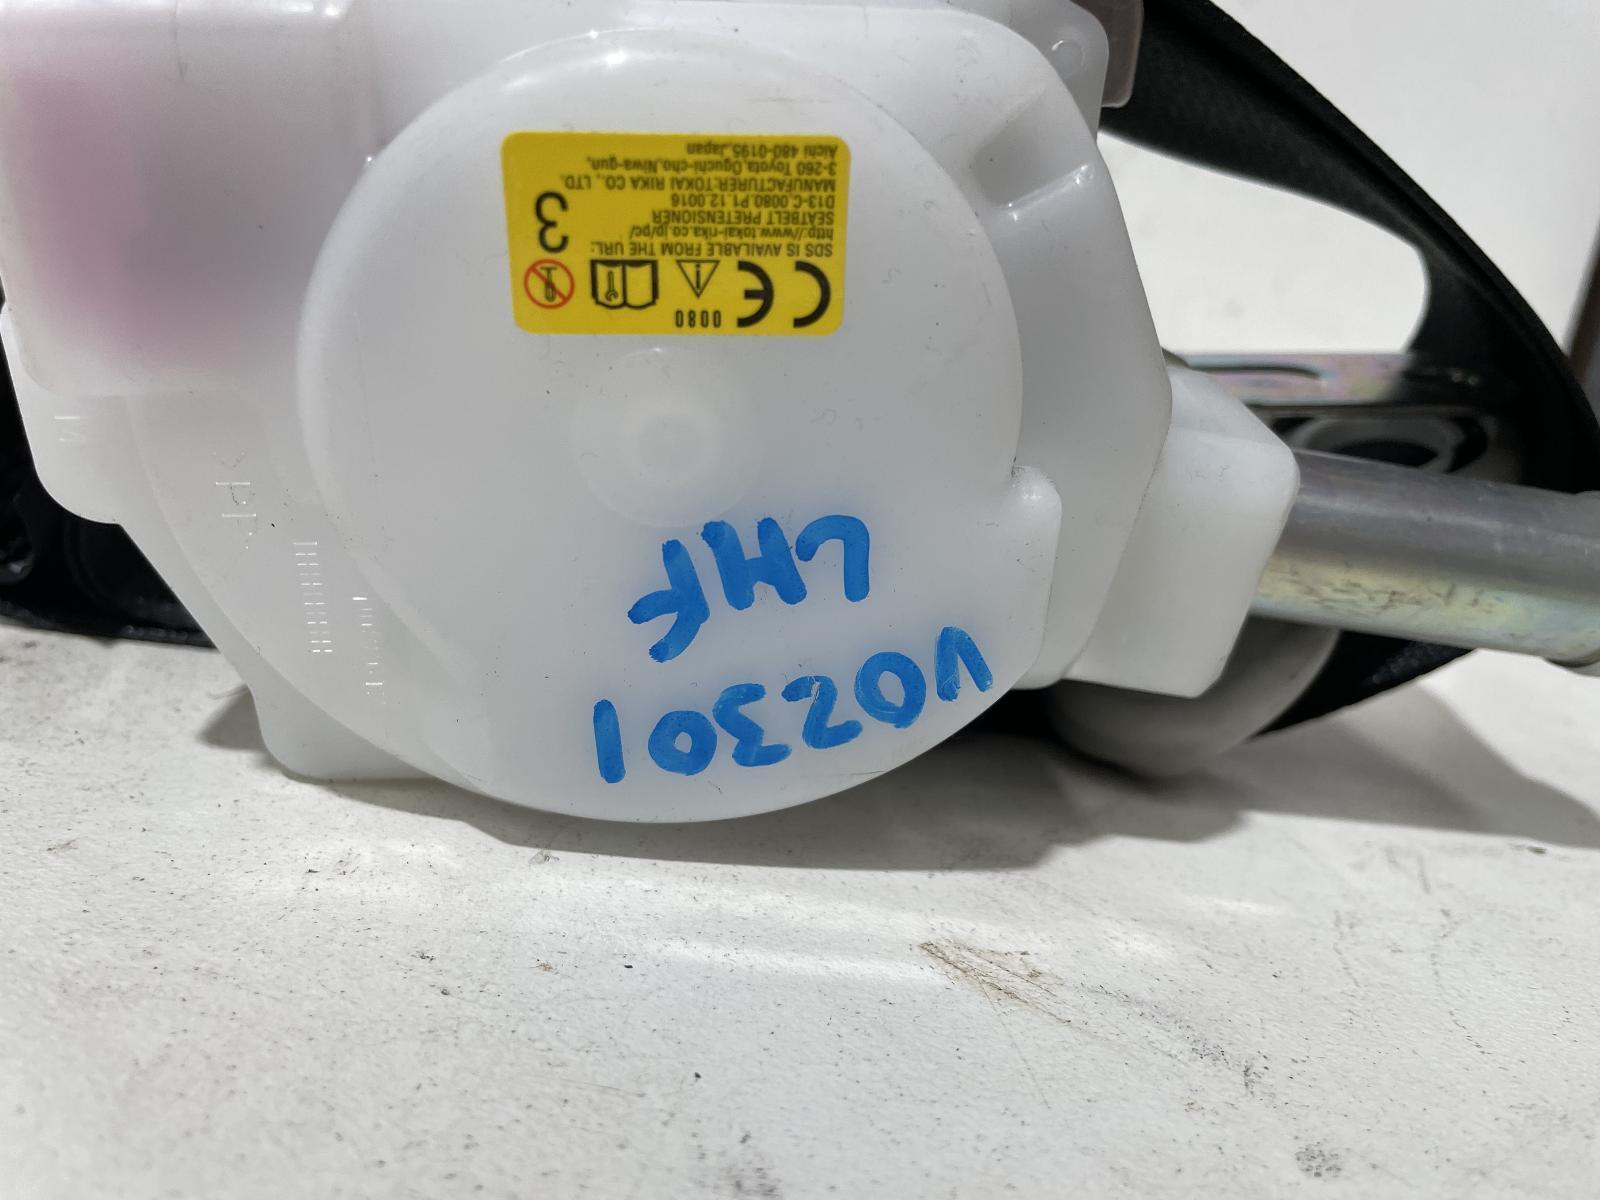 0080
CE
SDS IS AVAILABLE FROM THE URL:
http://www.tokai-rika.co.jp/pc/
SEATBELT PRETENSIONER
D13-C.0080.P1.12.0016
MANUFACTURER:TOKAI RIKA CO., LTD.
3-260 Toyota,Oguchi-cho,Niwa-gun,
Aichi 480-0195,Japan
3
V02301
LHF